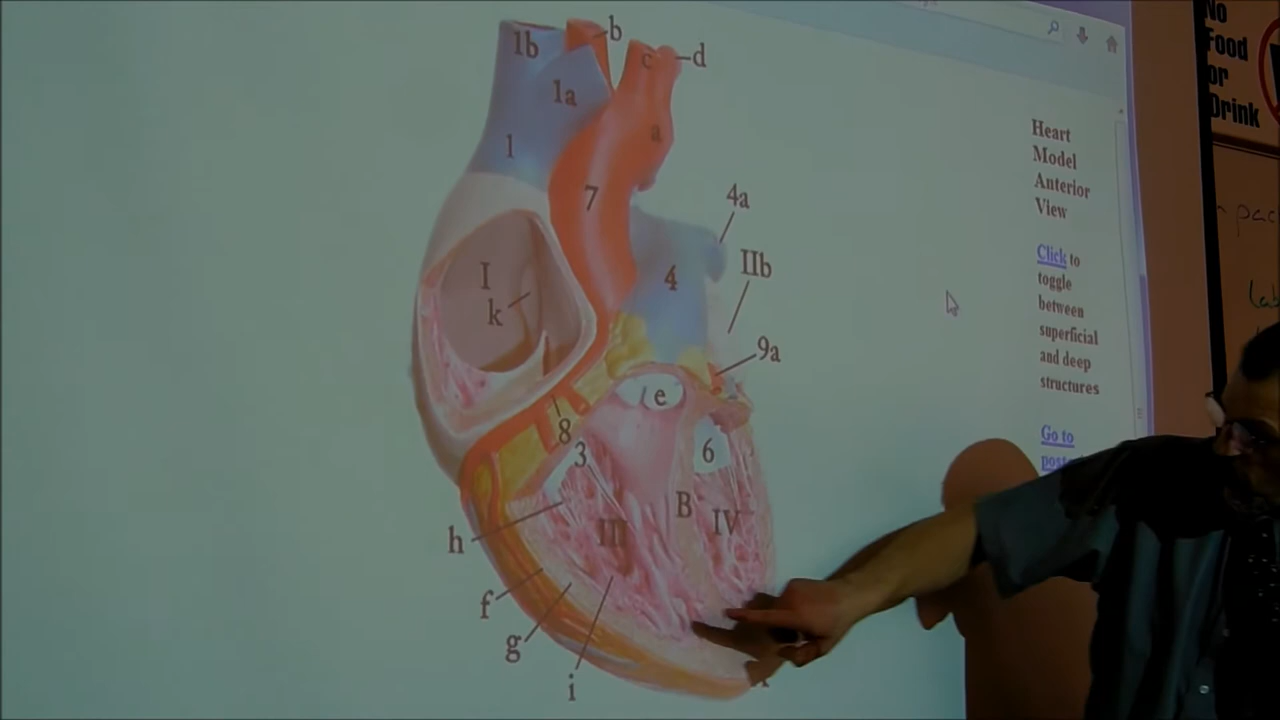 1b
b
c
d
1a
a
1
7
4a
I
4
IIb
k
9a
e
8
3
6
B
III
IV
h
f
g
i
Heart
Model
Anterior
View
Click to
toggle
between
superficial
and deep
structures
Go to
No
Food
or
Drink